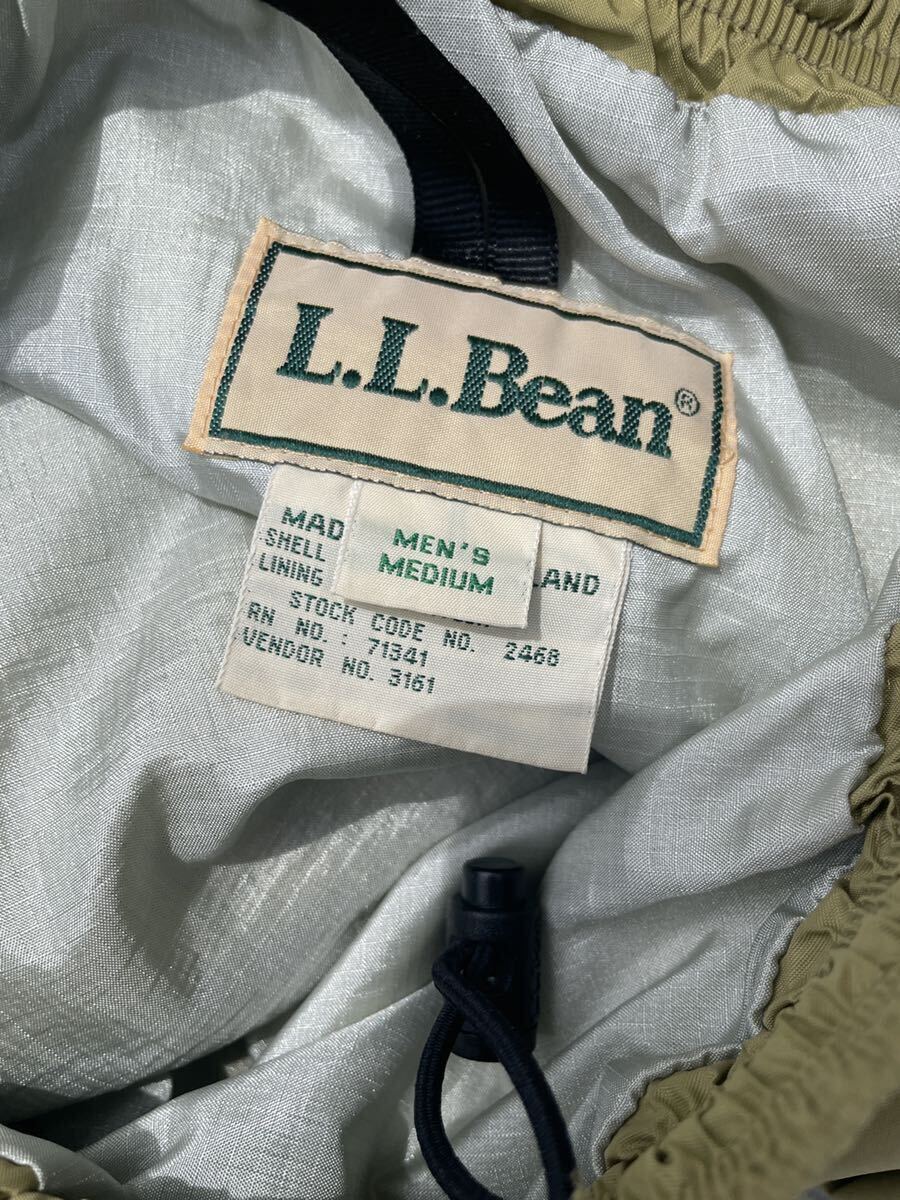 L.L.Bean®
MEN'S
MEDIUM
MAD LAND
SHELL
LINING
STOCK CODE NO. 2468
RN NO.: 71341
VENDOR NO. 3161